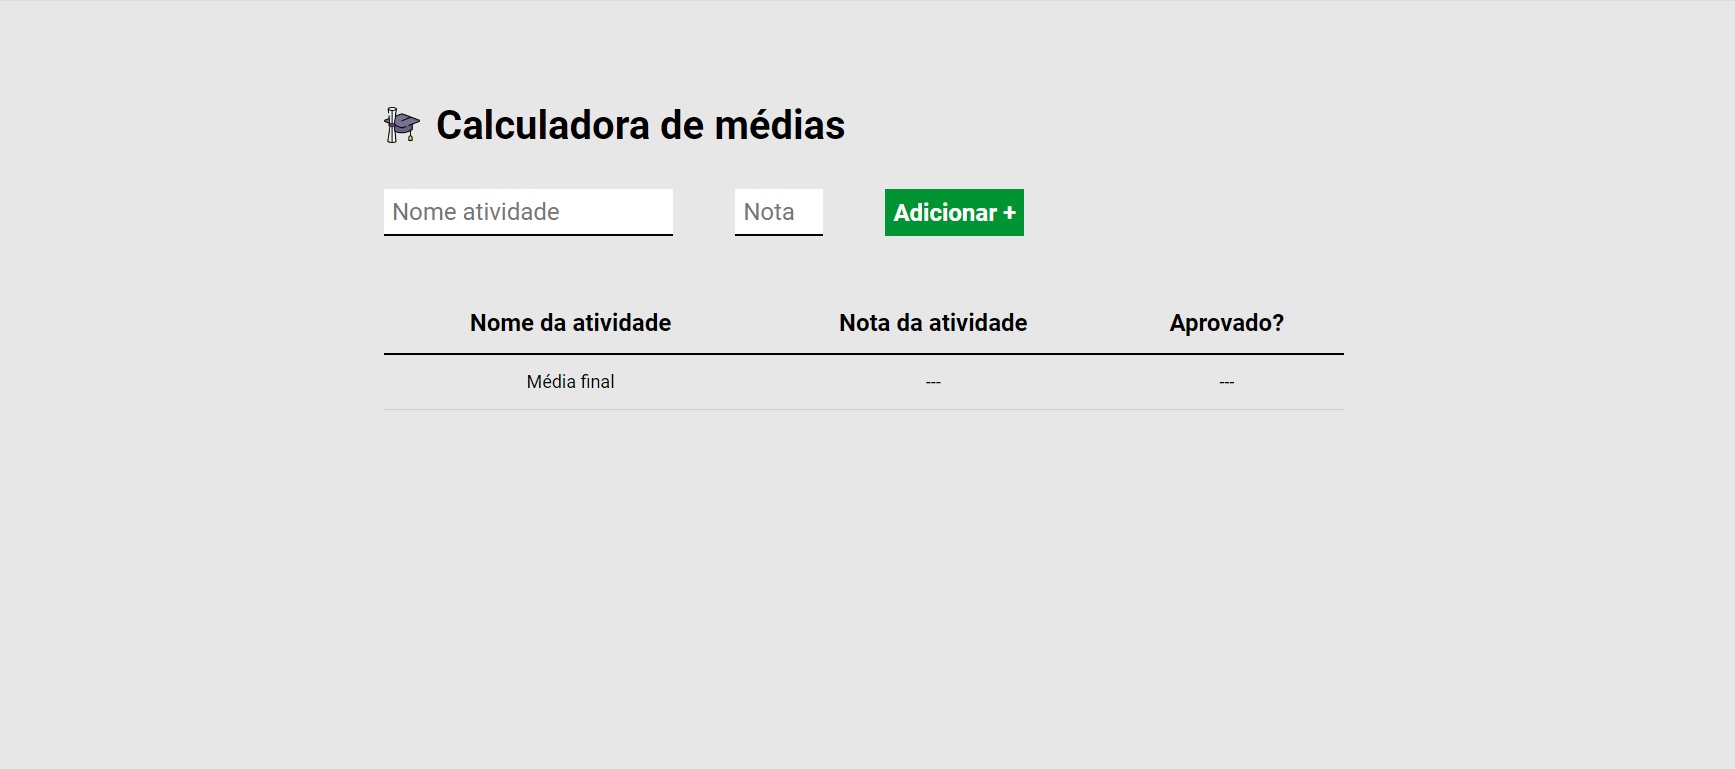 Calculadora de médias
Nome atividade Nota Adicionar +
Nome da atividade Nota da atividade Aprovado?
Média final --- ---